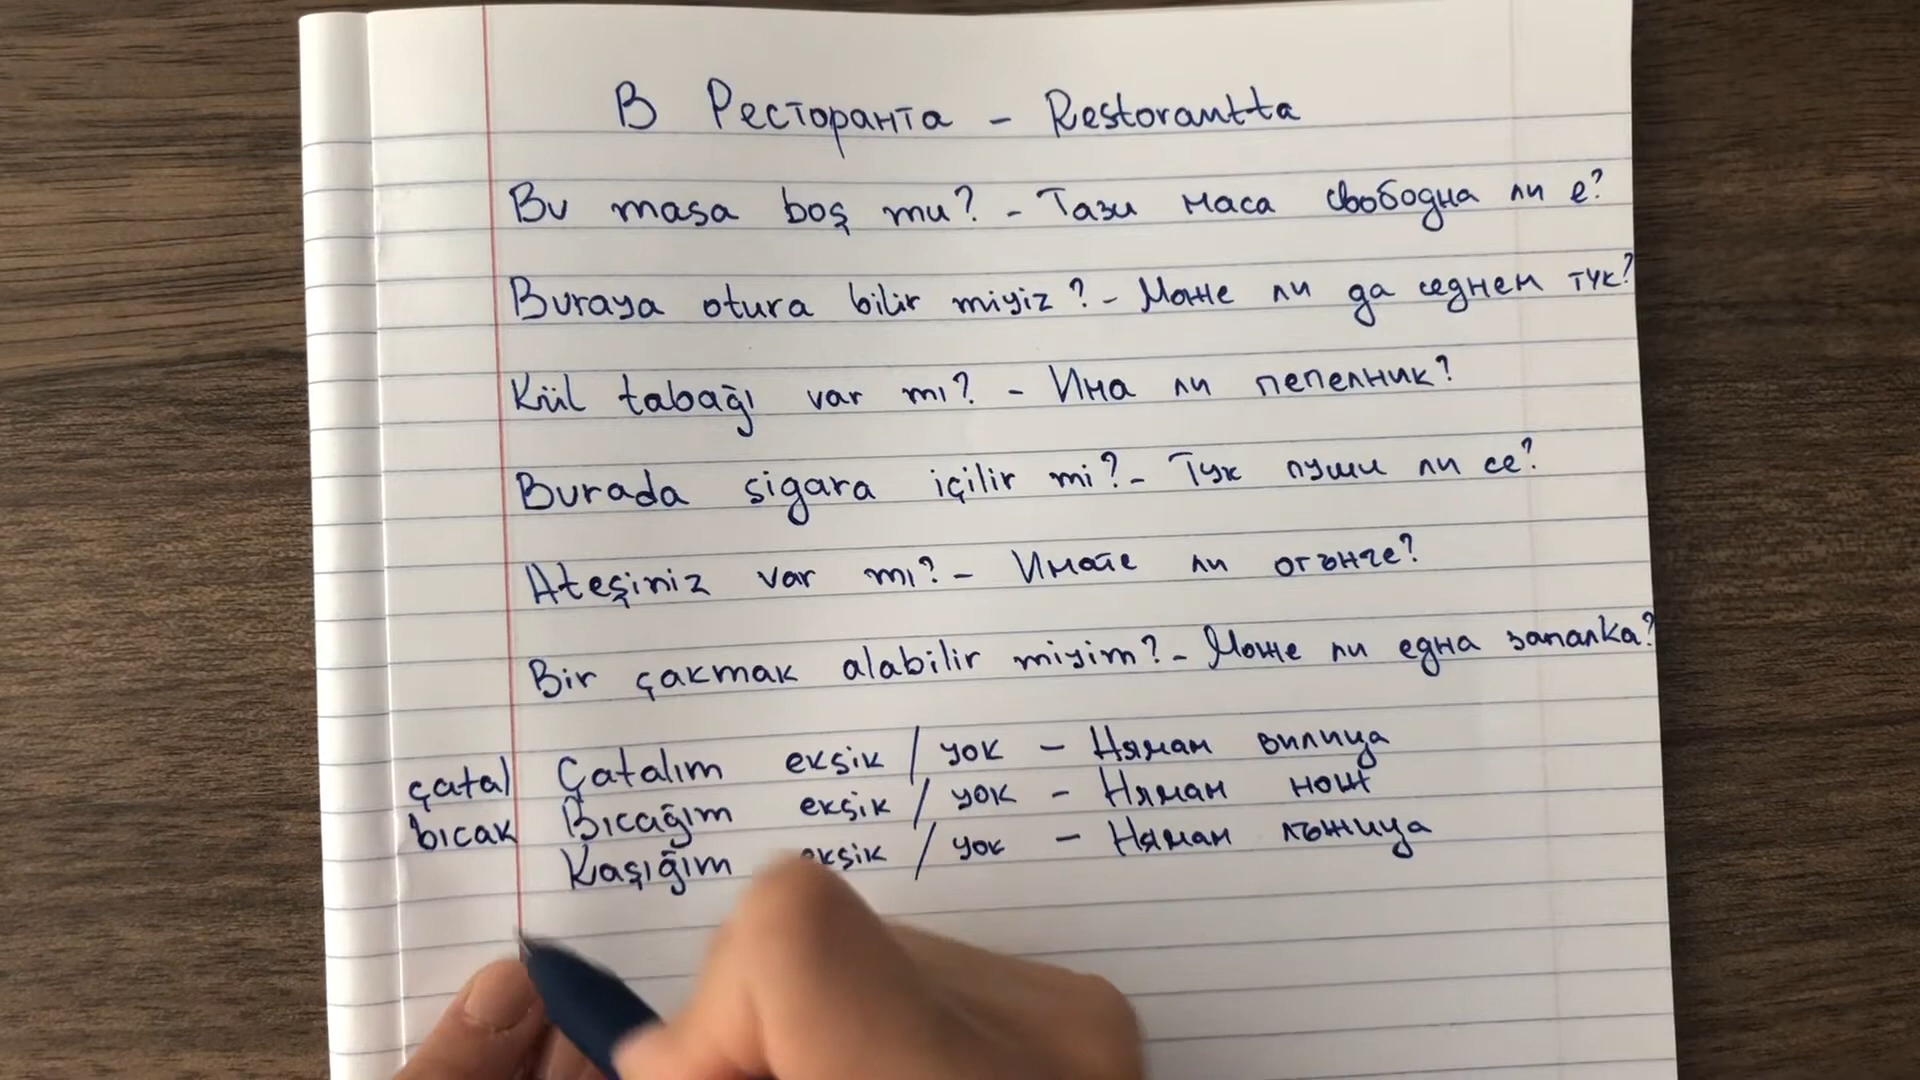 В Ресторанта - Restorantta
Bu masa boş mu? - Тази маса свободна ли е?
Buraya otura bilir miyiz? - Може ли да седнем тук?
Kül tabağı var mı? - Има ли пепелник?
Burada sigara içilir mi? - Тук пуши ли се?
Ateşiniz var mı? - Имате ли огънче?
Bir çakmak alabilir miyim? - Може ли една запалка?
çatal Çatalım eksik / yok - Нямам вилица
bıcak Bıcağım eksik / yok - Нямам нож
Kaşığım eksik / yok - Нямам лъжица